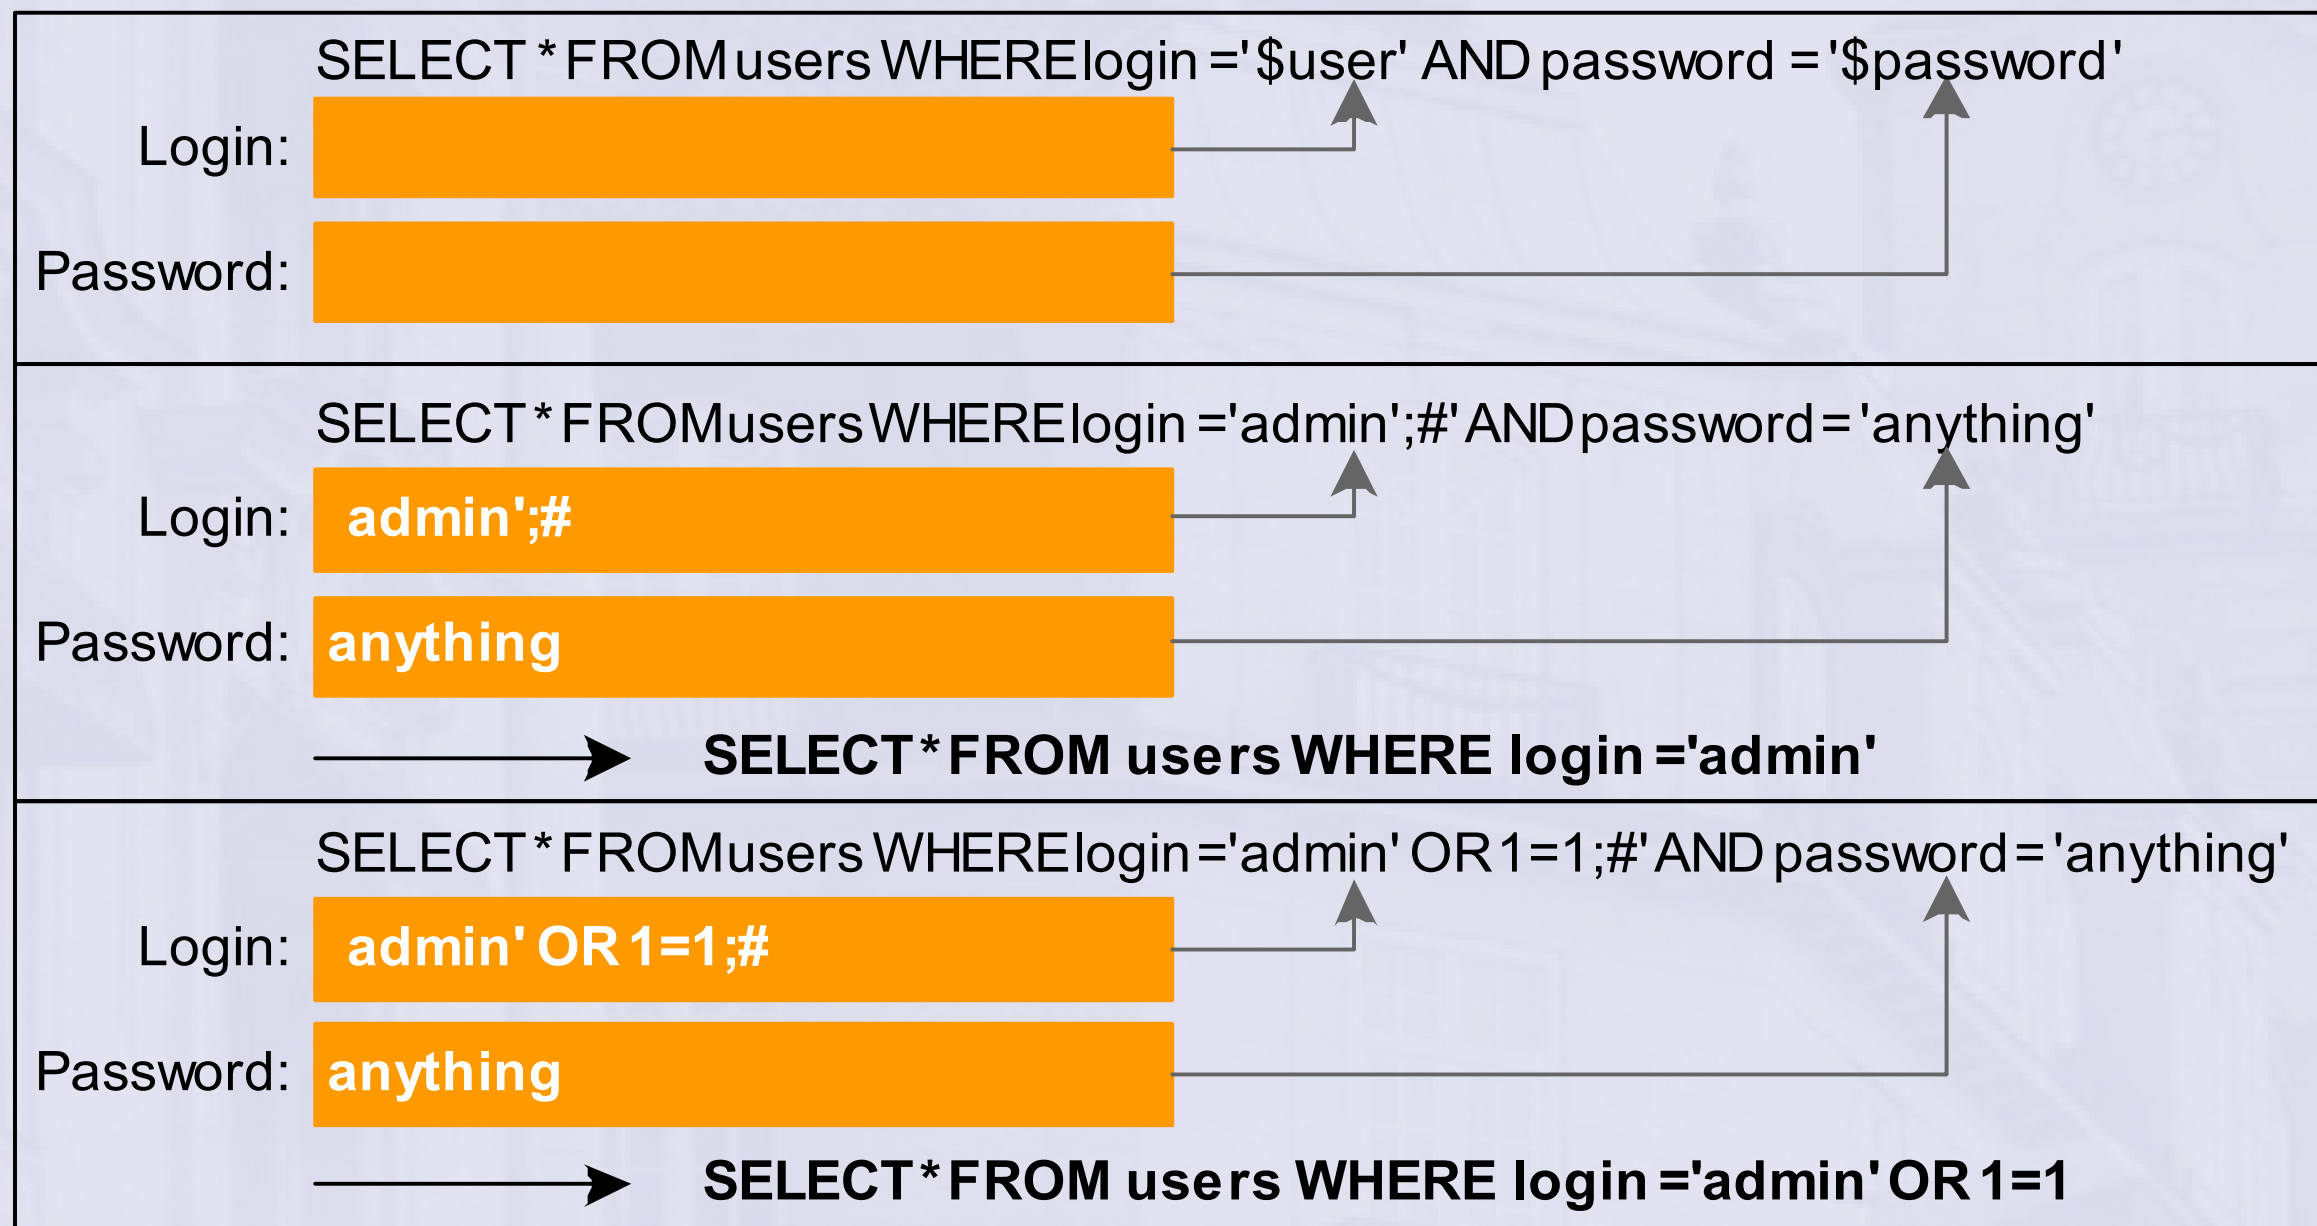 SELECT * FROM users WHERE login ='$user' AND password ='$password'
Login:
Password:
SELECT * FROM users WHERE login ='admin';#' AND password = 'anything'
Login: admin';#
Password: anything
SELECT * FROM users WHERE login ='admin'
SELECT * FROM users WHERE login ='admin' OR 1=1;#' AND password = 'anything'
Login: admin' OR 1=1;#
Password: anything
SELECT * FROM users WHERE login ='admin' OR 1=1